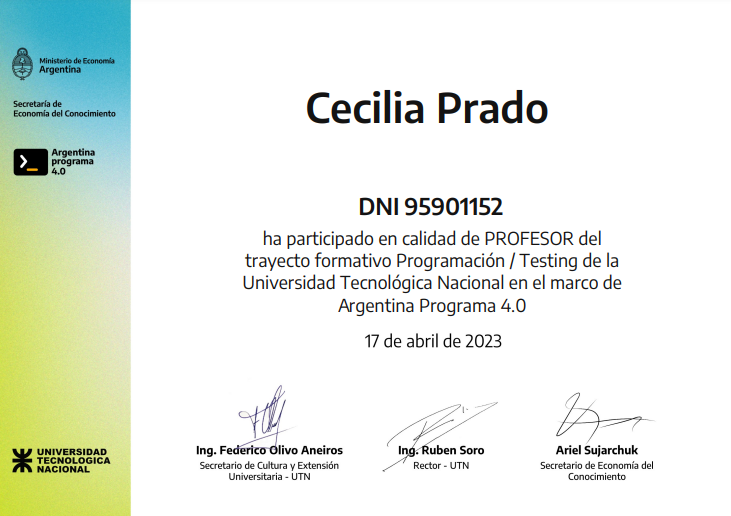 Ministerio de Economía
Argentina
Secretaría de
Economía del Conocimiento
Argentina
programa
4.0
Cecilia Prado
DNI 95901152
ha participado en calidad de PROFESOR del
trayecto formativo Programación / Testing de la
Universidad Tecnológica Nacional en el marco de
Argentina Programa 4.0
17 de abril de 2023
Ing. Federico Olivo Aneiros
Secretario de Cultura y Extensión
Universitaria - UTN
Ing. Ruben Soro
Rector - UTN
Ariel Sujarchuk
Secretario de Economía del
Conocimiento
UNIVERSIDAD
TECNOLÓGICA
NACIONAL